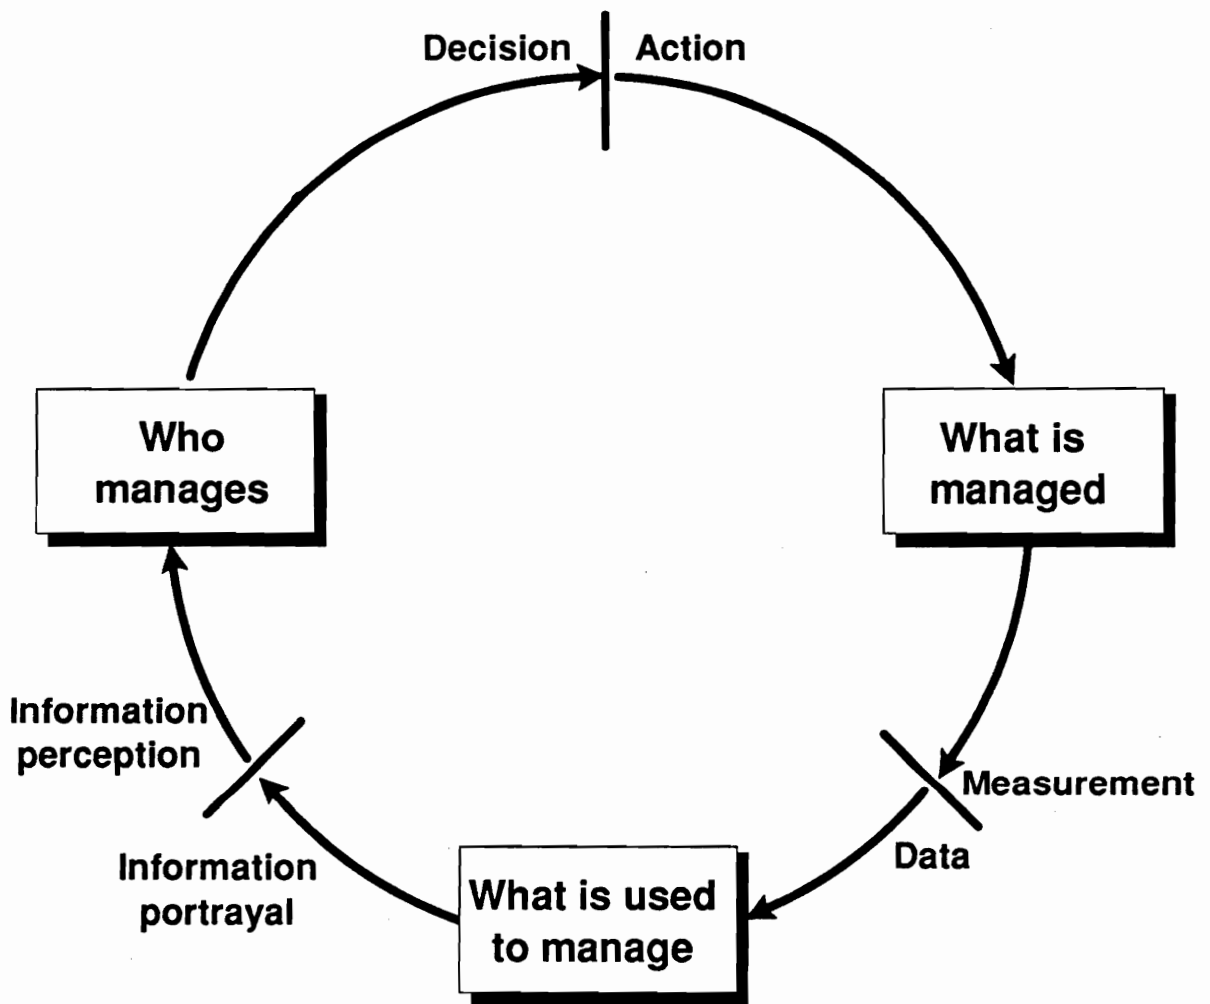 Decision
Action
Who
manages
What is
managed
Information
perception
Measurement
Information
portrayal
Data
What is used
to manage